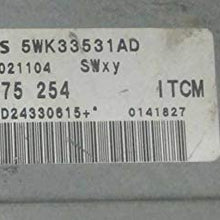 S 5WK33531AD
021104 SWxy
75 254 ITCM
D24330615+*
0141827